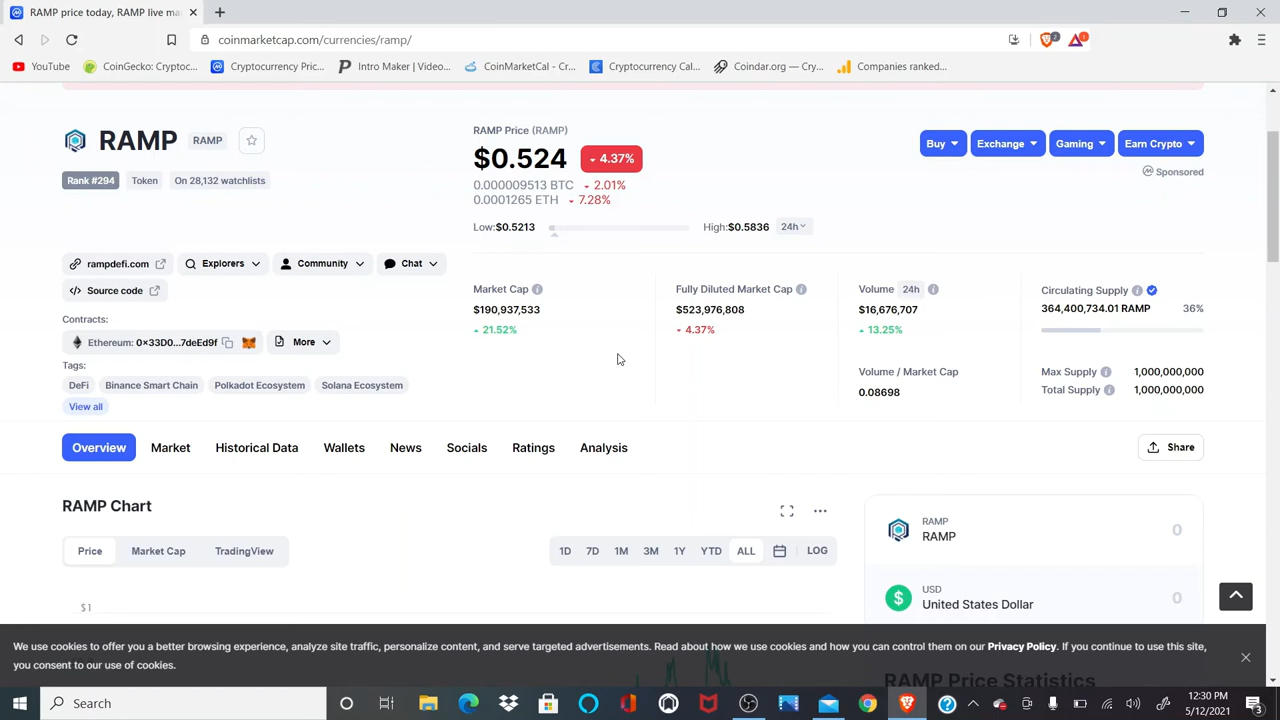 RAMP price today, RAMP live ma
coinmarketcap.com/currencies/ramp/
2
1
YouTube
CoinGecko: Cryptoc...
Cryptocurrency Pric...
Intro Maker | Video...
CoinMarketCal - Cr...
Cryptocurrency Cal...
Coindar.org — Cry...
Companies ranked...
RAMP RAMP
Rank #294 Token On 28,132 watchlists
rampdefi.com Explorers Community Chat
Source code
Contracts:
Ethereum: 0x33D0...7deEd9f More
Tags:
DeFi Binance Smart Chain Polkadot Ecosystem Solana Ecosystem
View all
RAMP Price (RAMP)
$0.524 4.37%
0.000009513 BTC 2.01%
0.0001265 ETH 7.28%
Low:$0.5213 High:$0.5836 24h
Buy Exchange Gaming Earn Crypto
Sponsored
Market Cap
$190,937,533
21.52%
Fully Diluted Market Cap
$523,976,808
4.37%
Volume 24h
$16,676,707
13.25%
Volume / Market Cap
0.08698
Circulating Supply
364,400,734.01 RAMP 36%
Max Supply 1,000,000,000
Total Supply 1,000,000,000
Overview Market Historical Data Wallets News Socials Ratings Analysis Share
RAMP Chart
Price Market Cap TradingView 1D 7D 1M 3M 1Y YTD ALL LOG
$1
RAMP
RAMP 0
USD
United States Dollar 0
RAMP Price Statistics
We use cookies to offer you a better browsing experience, analyze site traffic, personalize content, and serve targeted advertisements. Read about how we use cookies and how you can control them on our Privacy Policy. If you continue to use this site,
you consent to our use of cookies.
Search
12:30 PM
5/12/2021
3